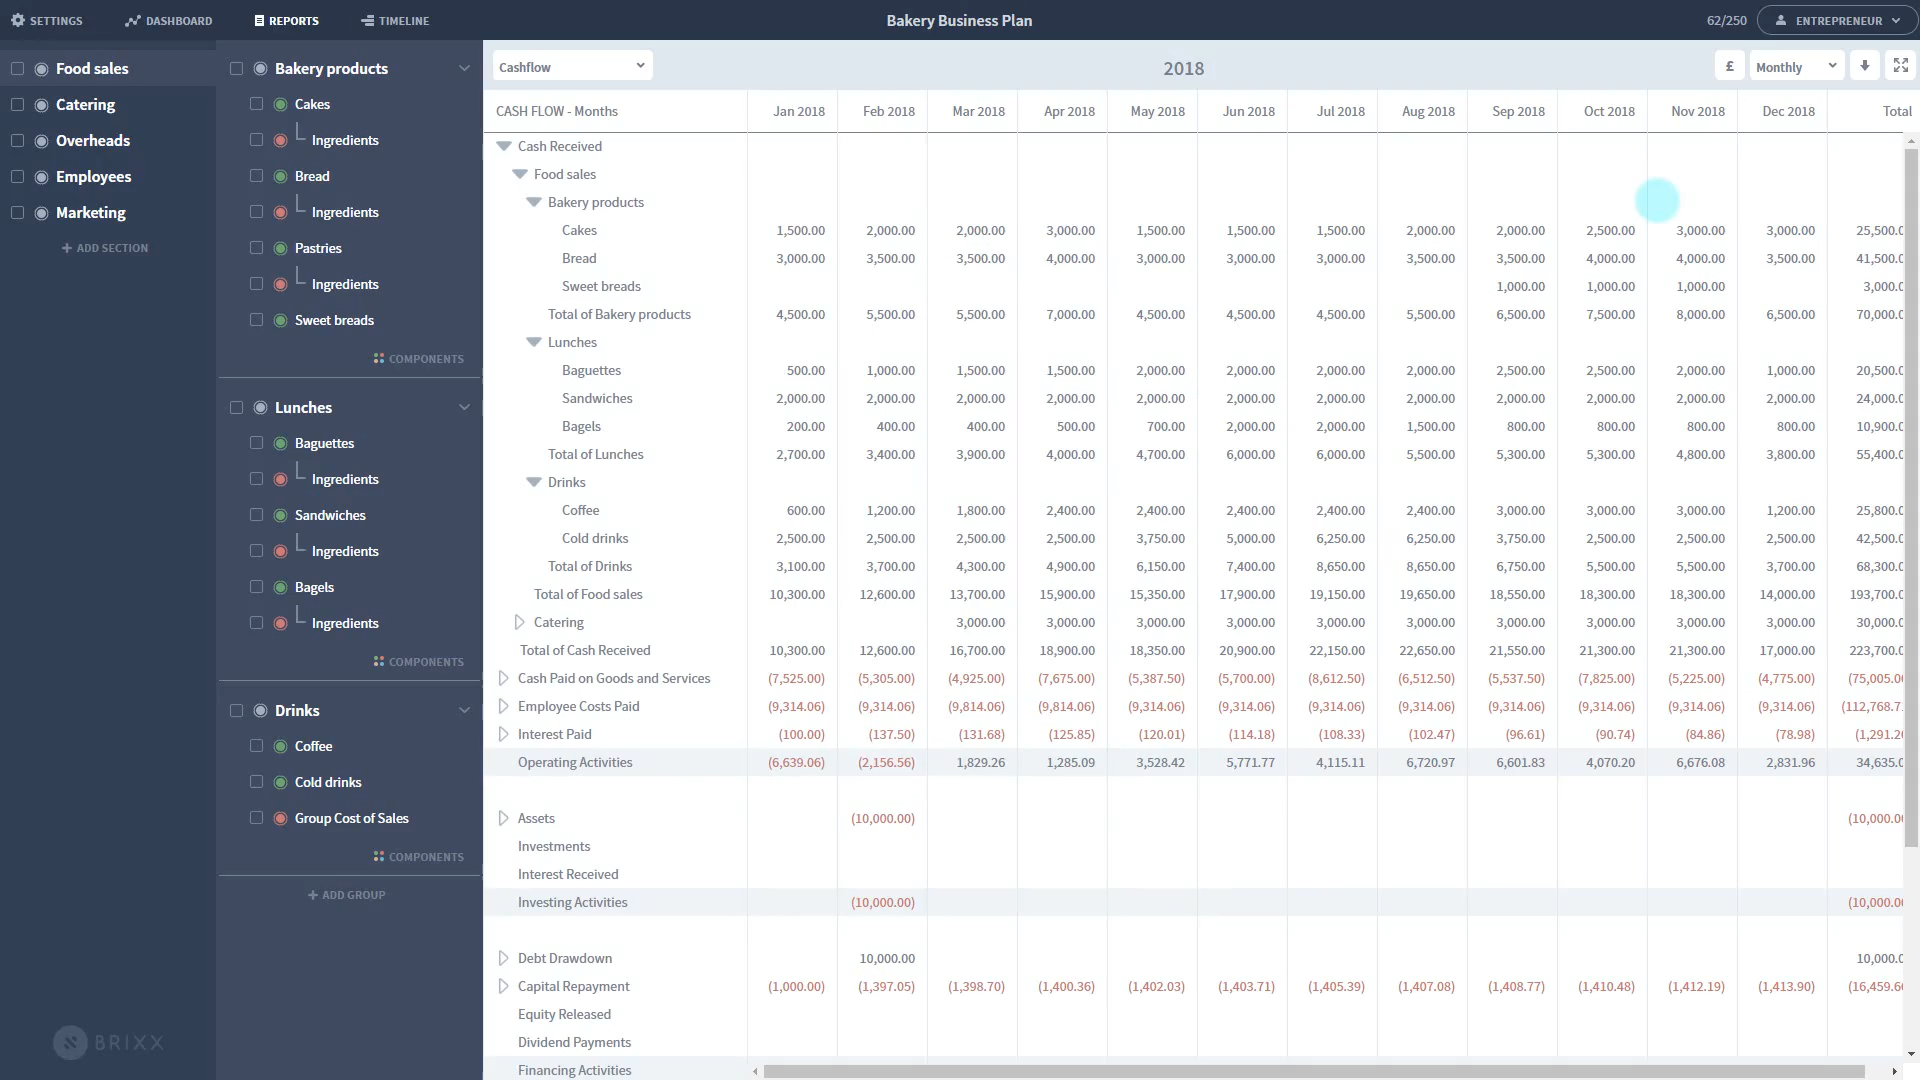 SETTINGS DASHBOARD REPORTS TIMELINE Bakery Business Plan 62/250 ENTREPRENEUR
Food sales
Catering
Overheads
Employees
Marketing
ADD SECTION
Bakery products
Cakes
Ingredients
Bread
Ingredients
Pastries
Ingredients
Sweet breads
COMPONENTS
Lunches
Baguettes
Ingredients
Sandwiches
Ingredients
Bagels
Ingredients
COMPONENTS
Drinks
Coffee
Cold drinks
Group Cost of Sales
COMPONENTS
ADD GROUP
BRIXX
Cashflow 2018 £ Monthly
CASH FLOW - Months Jan 2018 Feb 2018 Mar 2018 Apr 2018 May 2018 Jun 2018 Jul 2018 Aug 2018 Sep 2018 Oct 2018 Nov 2018 Dec 2018 Total
Cash Received
Food sales
Bakery products
Cakes 1,500.00 2,000.00 2,000.00 3,000.00 1,500.00 1,500.00 1,500.00 2,000.00 2,000.00 2,500.00 3,000.00 3,000.00 25,500.0
Bread 3,000.00 3,500.00 3,500.00 4,000.00 3,000.00 3,000.00 3,000.00 3,500.00 3,500.00 4,000.00 4,000.00 3,500.00 41,500.0
Sweet breads 1,000.00 1,000.00 1,000.00 3,000.0
Total of Bakery products 4,500.00 5,500.00 5,500.00 7,000.00 4,500.00 4,500.00 4,500.00 5,500.00 6,500.00 7,500.00 8,000.00 6,500.00 70,000.0
Lunches
Baguettes 500.00 1,000.00 1,500.00 1,500.00 2,000.00 2,000.00 2,000.00 2,000.00 2,500.00 2,500.00 2,000.00 1,000.00 20,500.0
Sandwiches 2,000.00 2,000.00 2,000.00 2,000.00 2,000.00 2,000.00 2,000.00 2,000.00 2,000.00 2,000.00 2,000.00 2,000.00 24,000.0
Bagels 200.00 400.00 400.00 500.00 700.00 2,000.00 2,000.00 1,500.00 800.00 800.00 800.00 800.00 10,900.0
Total of Lunches 2,700.00 3,400.00 3,900.00 4,000.00 4,700.00 6,000.00 6,000.00 5,500.00 5,300.00 5,300.00 4,800.00 3,800.00 55,400.0
Drinks
Coffee 600.00 1,200.00 1,800.00 2,400.00 2,400.00 2,400.00 2,400.00 2,400.00 3,000.00 3,000.00 3,000.00 1,200.00 25,800.0
Cold drinks 2,500.00 2,500.00 2,500.00 2,500.00 3,750.00 5,000.00 6,250.00 6,250.00 3,750.00 2,500.00 2,500.00 2,500.00 42,500.0
Total of Drinks 3,100.00 3,700.00 4,300.00 4,900.00 6,150.00 7,400.00 8,650.00 8,650.00 6,750.00 5,500.00 5,500.00 3,700.00 68,300.0
Total of Food sales 10,300.00 12,600.00 13,700.00 15,900.00 15,350.00 17,900.00 19,150.00 19,650.00 18,550.00 18,300.00 18,300.00 14,000.00 193,700.0
Catering 3,000.00 3,000.00 3,000.00 3,000.00 3,000.00 3,000.00 3,000.00 3,000.00 3,000.00 3,000.00 30,000.0
Total of Cash Received 10,300.00 12,600.00 16,700.00 18,900.00 18,350.00 20,900.00 22,150.00 22,650.00 21,550.00 21,300.00 21,300.00 17,000.00 223,700.0
Cash Paid on Goods and Services (7,525.00) (5,305.00) (4,925.00) (7,675.00) (5,387.50) (5,700.00) (8,612.50) (6,512.50) (5,537.50) (7,825.00) (5,225.00) (4,775.00) (75,005.0
Employee Costs Paid (9,314.06) (9,314.06) (9,814.06) (9,814.06) (9,314.06) (9,314.06) (9,314.06) (9,314.06) (9,314.06) (9,314.06) (9,314.06) (9,314.06) (112,768.7
Interest Paid (100.00) (137.50) (131.68) (125.85) (120.01) (114.18) (108.33) (102.47) (96.61) (90.74) (84.86) (78.98) (1,291.2
Operating Activities (6,639.06) (2,156.56) 1,829.26 1,285.09 3,528.42 5,771.77 4,115.11 6,720.97 6,601.83 4,070.20 6,676.08 2,831.96 34,635.0
Assets (10,000.00) (10,000.0
Investments
Interest Received
Investing Activities (10,000.00) (10,000.0
Debt Drawdown 10,000.00 10,000.0
Capital Repayment (1,000.00) (1,397.05) (1,398.70) (1,400.36) (1,402.03) (1,403.71) (1,405.39) (1,407.08) (1,408.77) (1,410.48) (1,412.19) (1,413.90) (16,459.6
Equity Released
Dividend Payments
Financing Activities